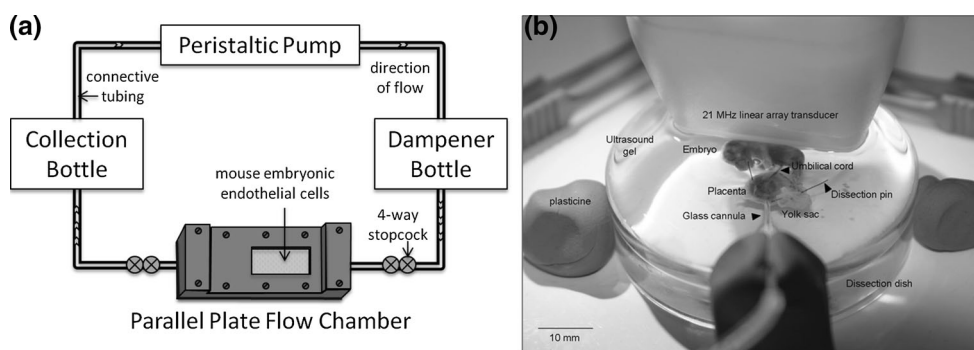 (a)
Peristaltic Pump
connective
tubing
direction
of flow
Collection
Bottle
Dampener
Bottle
mouse embryonic
endothelial cells
4-way
stopcock
Parallel Plate Flow Chamber
(b)
21 MHz linear array transducer
Ultrasound
gel
Embryo
Umbilical cord
Placenta
Dissection pin
plasticine
Glass cannula
Yolk sac
Dissection dish
10 mm